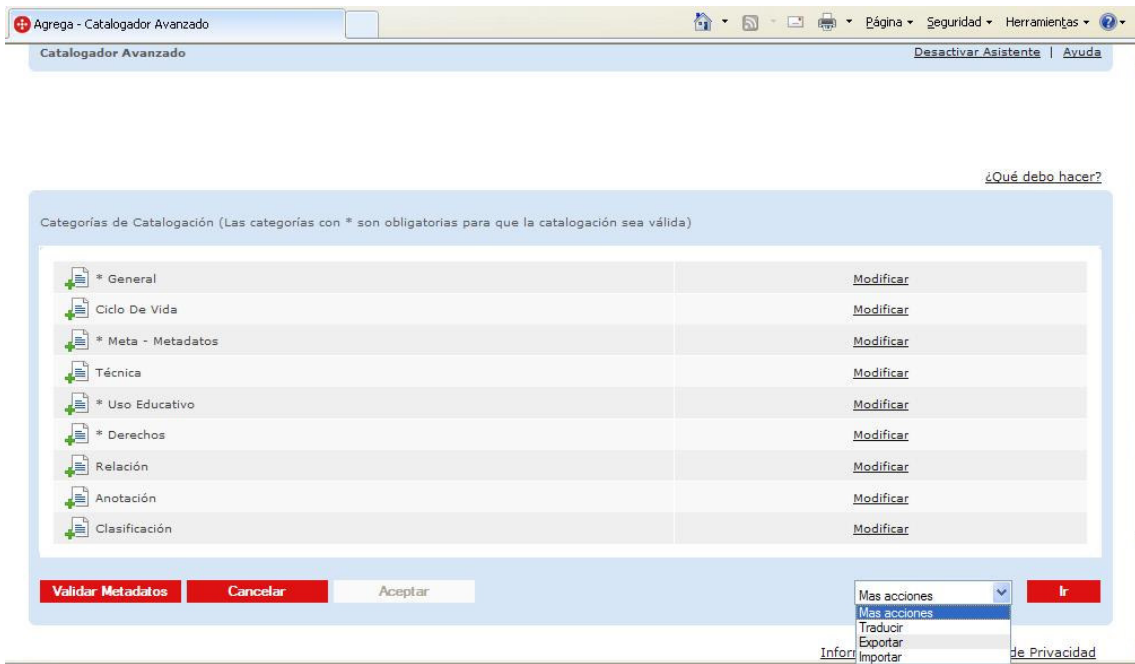 Agrega - Catalogador Avanzado
Página Seguridad Herramientas
Catalogador Avanzado Desactivar Asistente | Ayuda
¿Qué debo hacer?
Categorías de Catalogación (Las categorías con * son obligatorias para que la catalogación sea válida)
* General Modificar
Ciclo De Vida Modificar
* Meta - Metadatos Modificar
Técnica Modificar
* Uso Educativo Modificar
* Derechos Modificar
Relación Modificar
Anotación Modificar
Clasificación Modificar
Validar Metadatos Cancelar Aceptar Mas acciones Ir
Mas acciones
Traducir
Exportar
Importar
de Privacidad